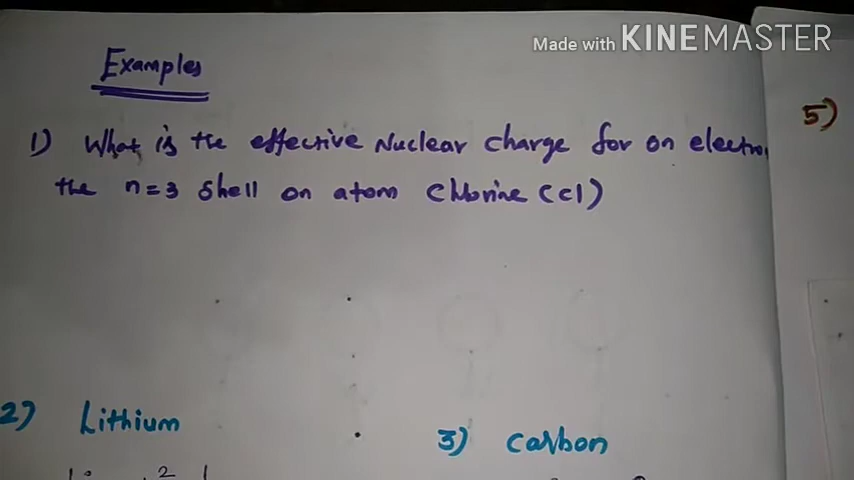 Made with KINEMASTER
Examples
5)
1) What is the effective Nuclear charge for on electron
the n=3 shell on atom chlorine (cl)
2) Lithium
3) Carbon